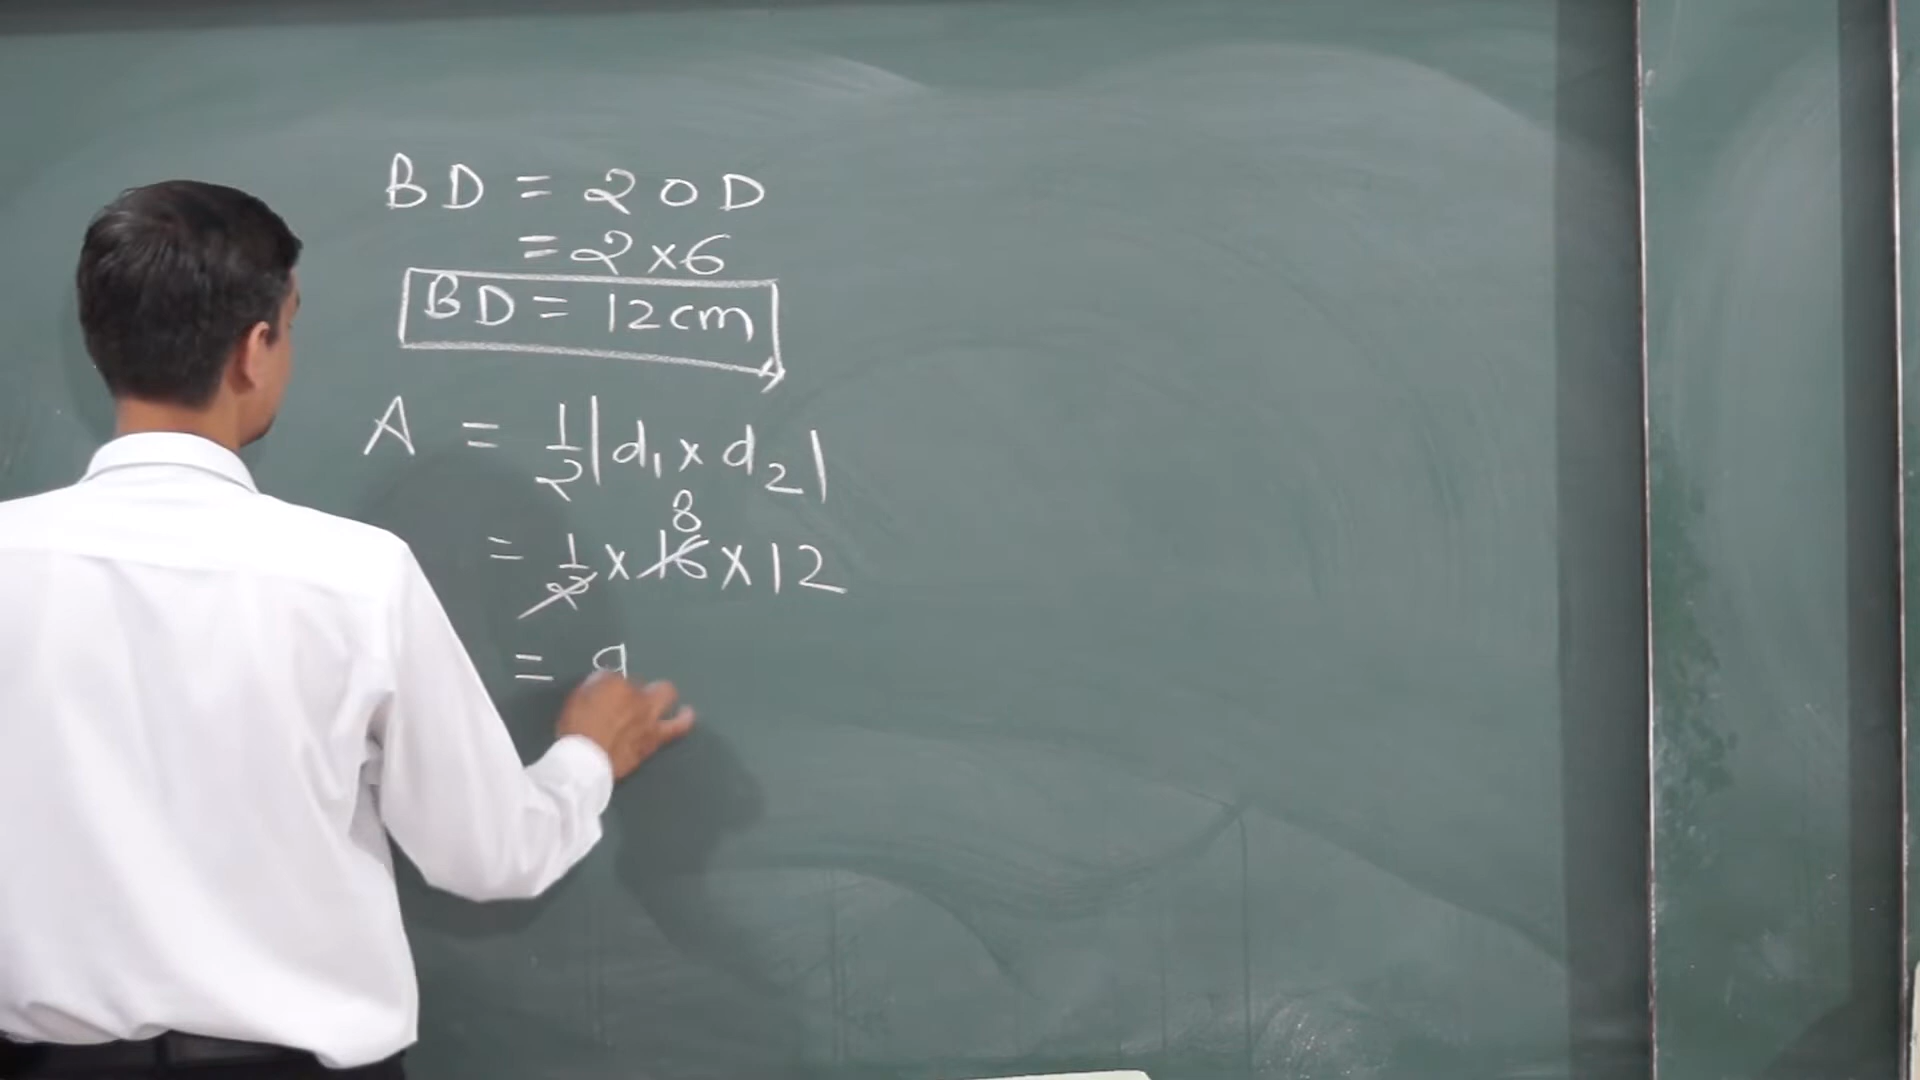 BD = 2OD
= 2×6
BD = 12cm
A = 1/2|d₁ × d₂|
8
= 1/2 × 16 × 12
= 9